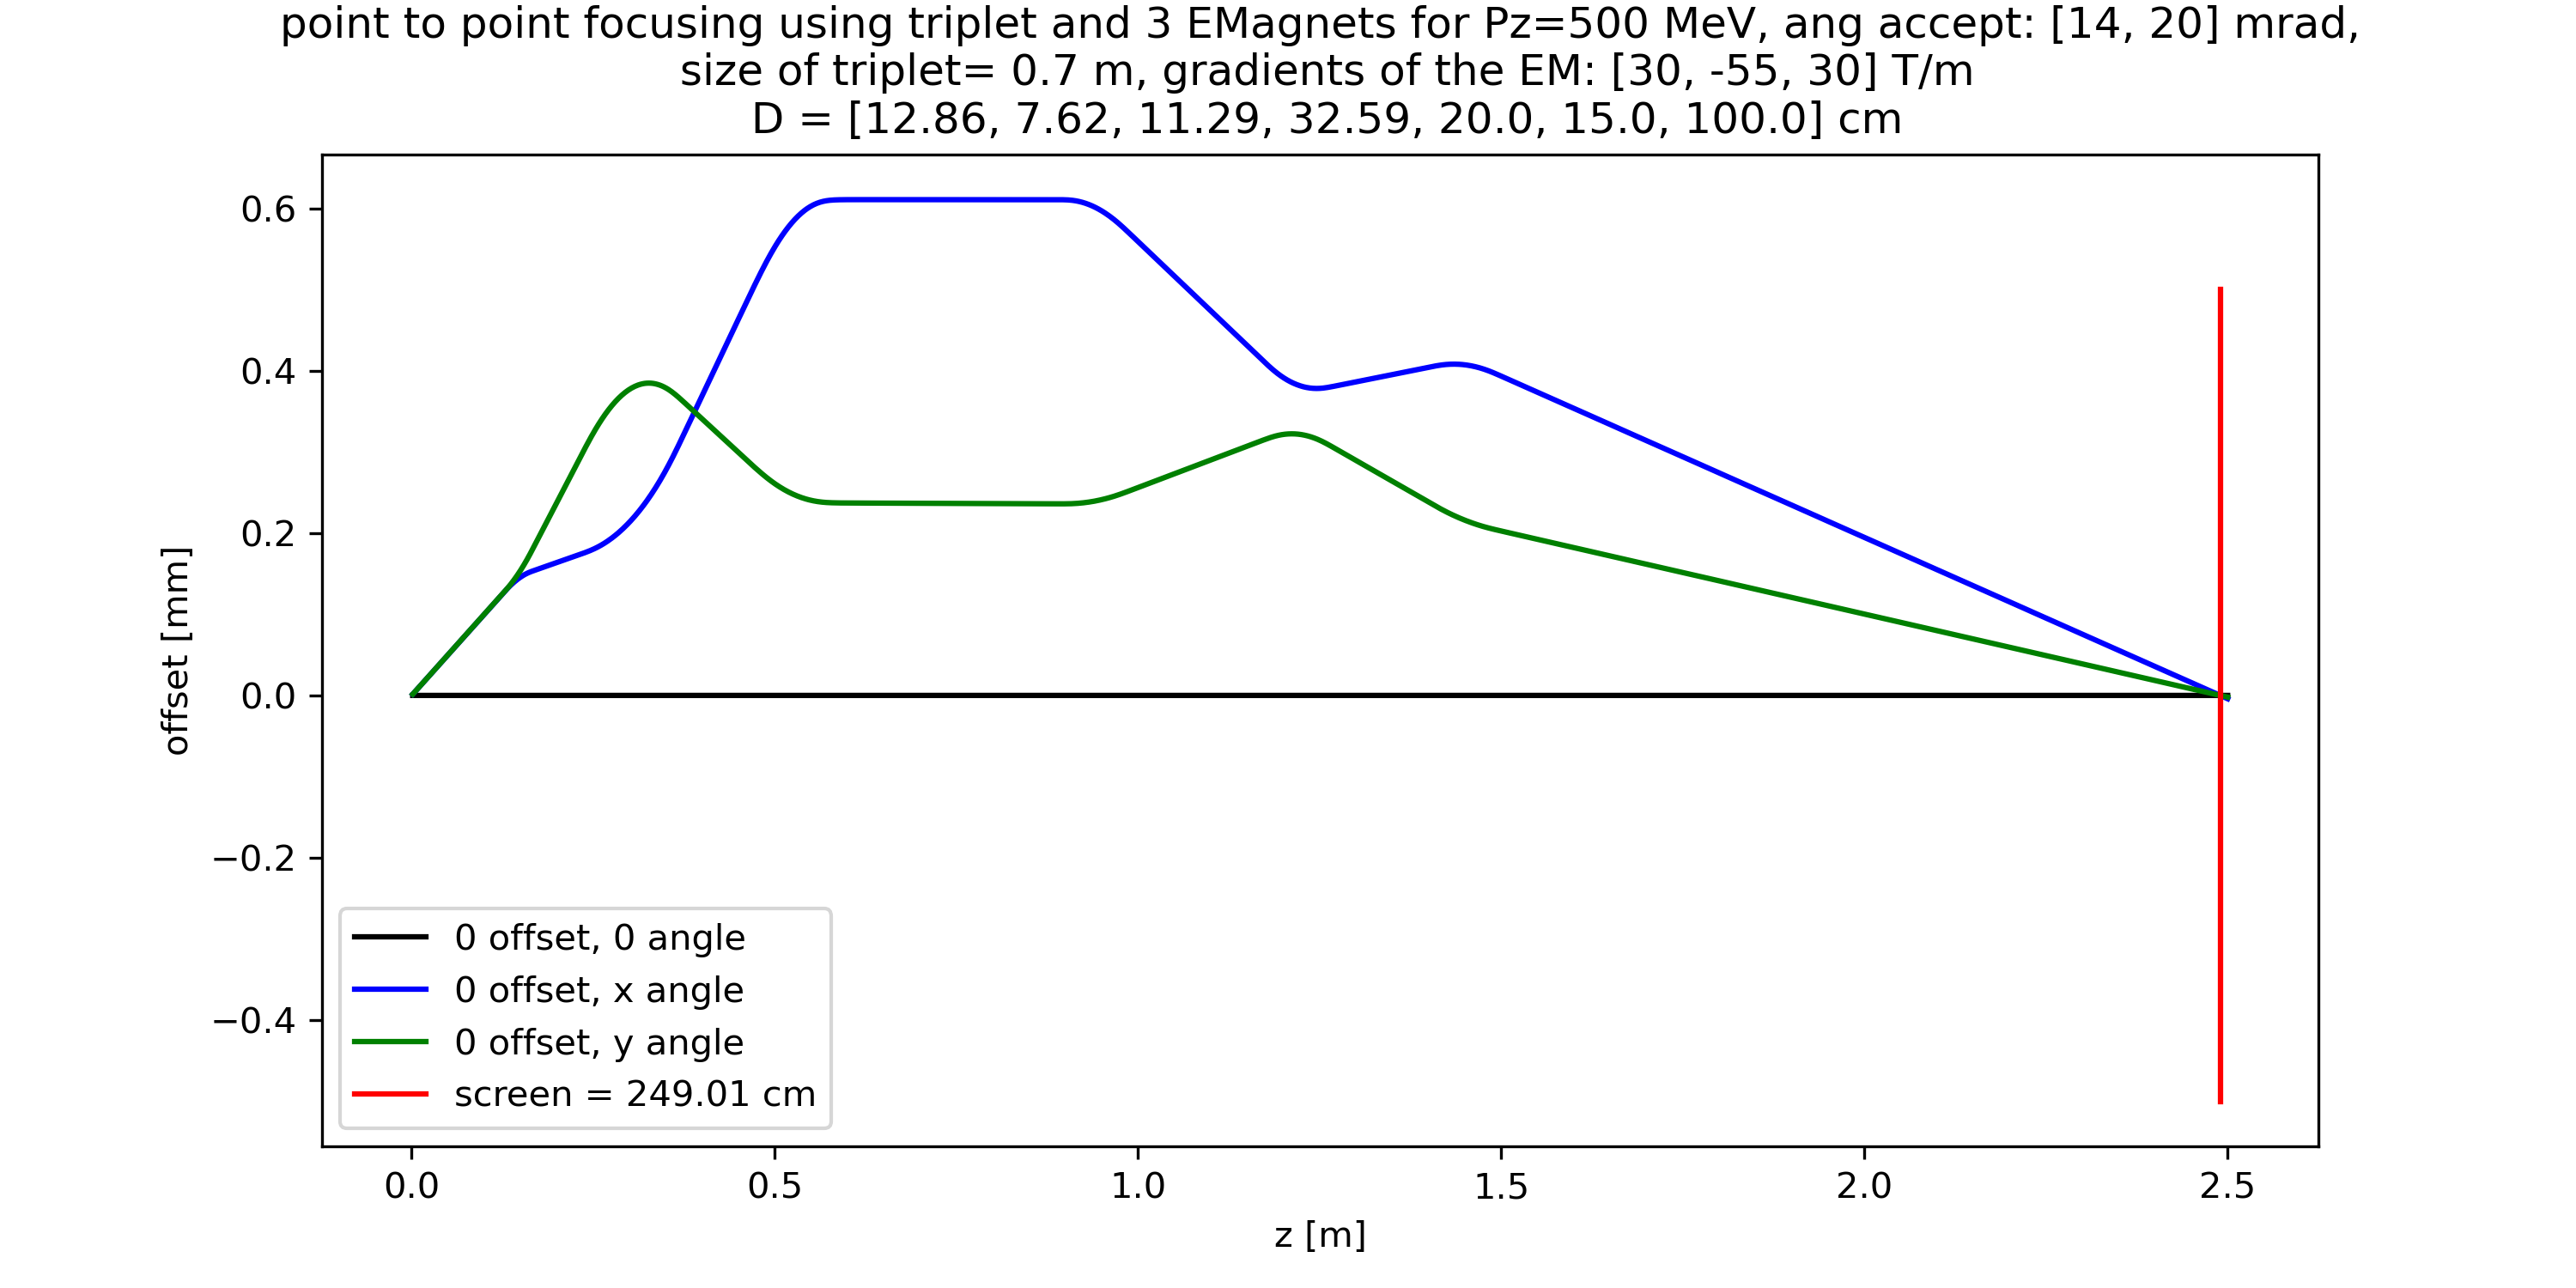 point to point focusing using triplet and 3 EMagnets for Pz=500 MeV, ang accept: [14, 20] mrad,
size of triplet= 0.7 m, gradients of the EM: [30, -55, 30] T/m
D = [12.86, 7.62, 11.29, 32.59, 20.0, 15.0, 100.0] cm
0.6
0.4
0.2
0.0
−0.2
−0.4
offset [mm]
0 offset, 0 angle
0 offset, x angle
0 offset, y angle
screen = 249.01 cm
0.0 0.5 1.0 1.5 2.0 2.5
z [m]